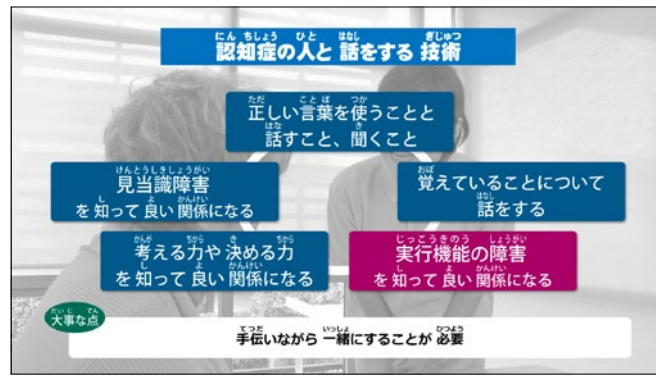 認知症の人と 話をする 技術
正しい言葉を使うことと
話すこと、聞くこと
見当識障害
を 知って 良い 関係になる
覚えていることについて
話をする
考える力や 決める力
を 知って 良い 関係になる
実行機能の障害
を 知って 良い 関係になる
大事な点
手伝いながら 一緒にすることが 必要